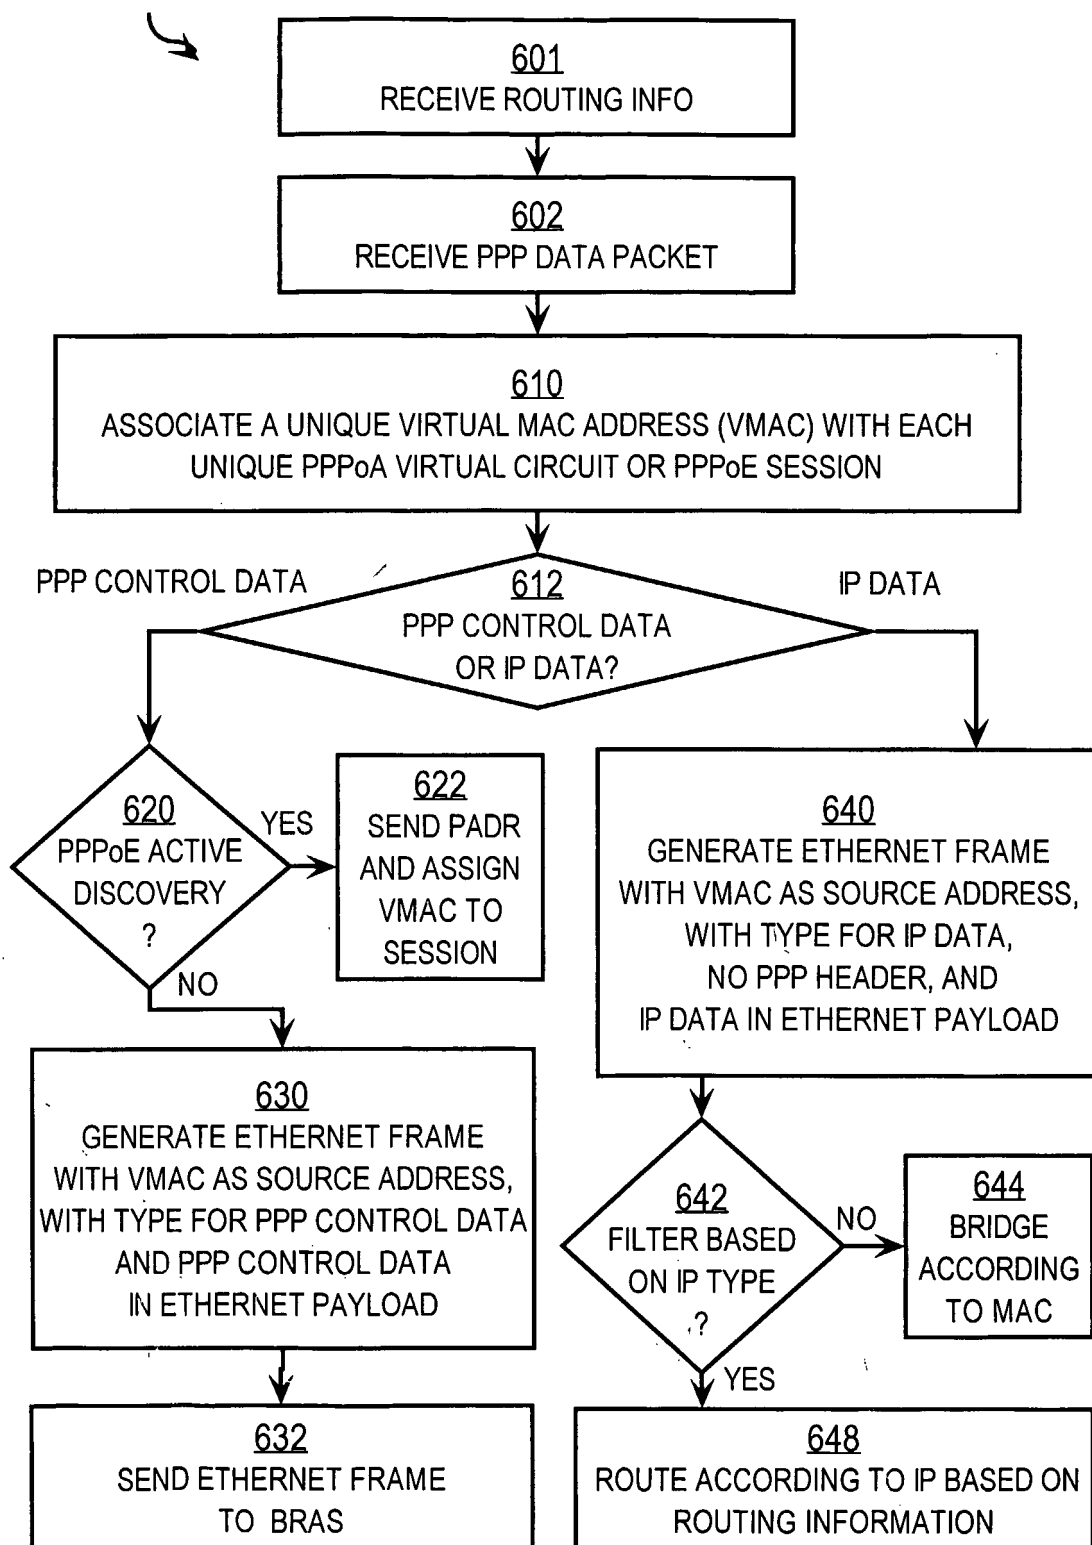 601
RECEIVE ROUTING INFO
602
RECEIVE PPP DATA PACKET
610
ASSOCIATE A UNIQUE VIRTUAL MAC ADDRESS (VMAC) WITH EACH
UNIQUE PPPoA VIRTUAL CIRCUIT OR PPPoE SESSION
PPP CONTROL DATA
612
PPP CONTROL DATA
OR IP DATA?
IP DATA
620
PPPoE ACTIVE
DISCOVERY
?
YES
NO
622
SEND PADR
AND ASSIGN
VMAC TO
SESSION
640
GENERATE ETHERNET FRAME
WITH VMAC AS SOURCE ADDRESS,
WITH TYPE FOR IP DATA,
NO PPP HEADER, AND
IP DATA IN ETHERNET PAYLOAD
630
GENERATE ETHERNET FRAME
WITH VMAC AS SOURCE ADDRESS,
WITH TYPE FOR PPP CONTROL DATA
AND PPP CONTROL DATA
IN ETHERNET PAYLOAD
642
FILTER BASED
ON IP TYPE
?
NO
YES
644
BRIDGE
ACCORDING
TO MAC
632
SEND ETHERNET FRAME
TO BRAS
648
ROUTE ACCORDING TO IP BASED ON
ROUTING INFORMATION